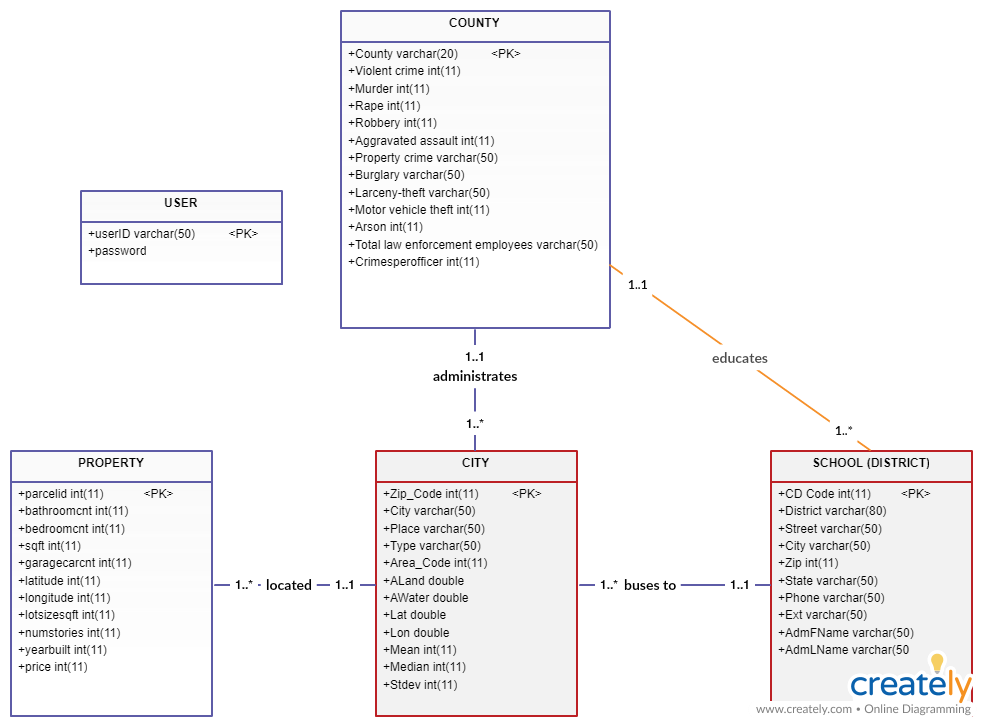 COUNTY
+County varchar(20) <PK>
+Violent crime int(11)
+Murder int(11)
+Rape int(11)
+Robbery int(11)
+Aggravated assault int(11)
+Property crime varchar(50)
+Burglary varchar(50)
+Larceny-theft varchar(50)
+Motor vehicle theft int(11)
+Arson int(11)
+Total law enforcement employees varchar(50)
+Crimesperofficer int(11)
USER
+userID varchar(50) <PK>
+password
1..1
educates
1..*
1..1
administrates
1..*
PROPERTY
+parcelid int(11) <PK>
+bathroomcnt int(11)
+bedroomcnt int(11)
+sqft int(11)
+garagecarcnt int(11)
+latitude int(11)
+longitude int(11)
+lotsizesqft int(11)
+numstories int(11)
+yearbuilt int(11)
+price int(11)
1..* located 1..1
CITY
+Zip_Code int(11) <PK>
+City varchar(50)
+Place varchar(50)
+Type varchar(50)
+Area_Code int(11)
+ALand double
+AWater double
+Lat double
+Lon double
+Mean int(11)
+Median int(11)
+Stdev int(11)
1..* buses to 1..1
SCHOOL (DISTRICT)
+CD Code int(11) <PK>
+District varchar(80)
+Street varchar(50)
+City varchar(50)
+Zip int(11)
+State varchar(50)
+Phone varchar(50)
+Ext varchar(50)
+AdmFName varchar(50)
+AdmLName varchar(50
creately
www.creately.com • Online Diagramming